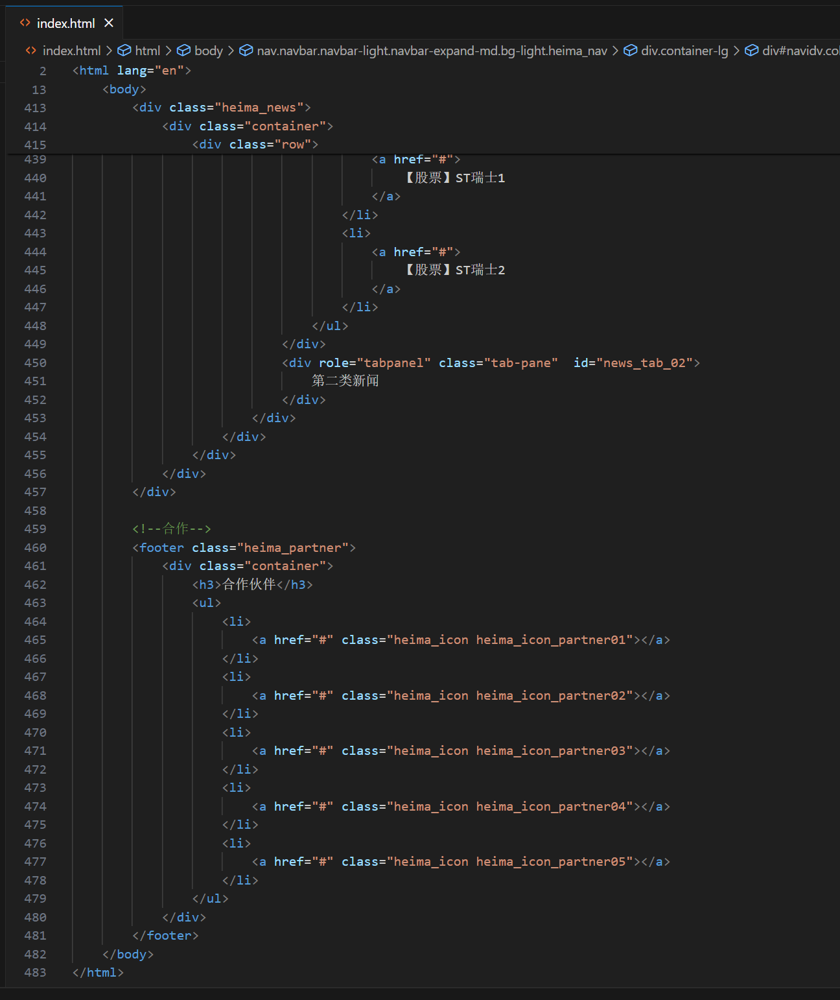 index.html
index.html > html > body > nav.navbar.navbar-light.navbar-expand-md.bg-light.heima_nav > div.container-lg > div#navidv.col
2 <html lang="en">
13 <body>
413 <div class="heima_news">
414 <div class="container">
415 <div class="row">
439 <a href="#">
440 【股票】ST瑞士1
441 </a>
442 </li>
443 <li>
444 <a href="#">
445 【股票】ST瑞士2
446 </a>
447 </li>
448 </ul>
449 </div>
450 <div role="tabpanel" class="tab-pane"  id="news_tab_02">
451 第二类新闻
452 </div>
453 </div>
454 </div>
455 </div>
456 </div>
457 </div>
458
459 <!--合作-->
460 <footer class="heima_partner">
461 <div class="container">
462 <h3>合作伙伴</h3>
463 <ul>
464 <li>
465 <a href="#" class="heima_icon heima_icon_partner01"></a>
466 </li>
467 <li>
468 <a href="#" class="heima_icon heima_icon_partner02"></a>
469 </li>
470 <li>
471 <a href="#" class="heima_icon heima_icon_partner03"></a>
472 </li>
473 <li>
474 <a href="#" class="heima_icon heima_icon_partner04"></a>
475 </li>
476 <li>
477 <a href="#" class="heima_icon heima_icon_partner05"></a>
478 </li>
479 </ul>
480 </div>
481 </footer>
482 </body>
483 </html>